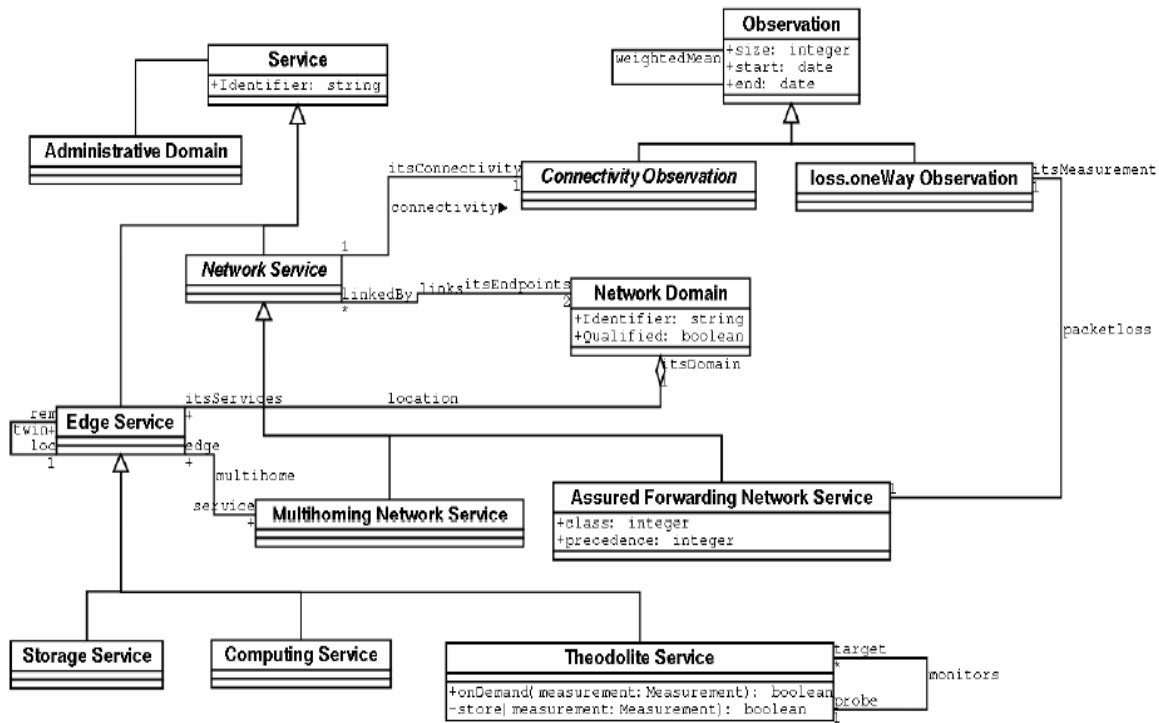 Observation
+size: integer
+start: date
+end: date
weightedMean
Service
+Identifier: string
Administrative Domain
itsConnectivity
1
Connectivity Observation
loss.oneWay Observation
itsMeasurement
1
connectivity▶
1
Network Service
linkedBy
*
links
itsEndpoints
2
Network Domain
+Identifier: string
+Qualified: boolean
itsDomain
1
packetloss
itsServices
+
location
rem
twin+
loc
1
Edge Service
edge
+
multihome
service
+
Multihoming Network Service
Assured Forwarding Network Service
+class: integer
+precedence: integer
1
Storage Service
Computing Service
Theodolite Service
+onDemand( measurement: Measurement): boolean
-store( measurement: Measurement): boolean
target
*
monitors
probe
1